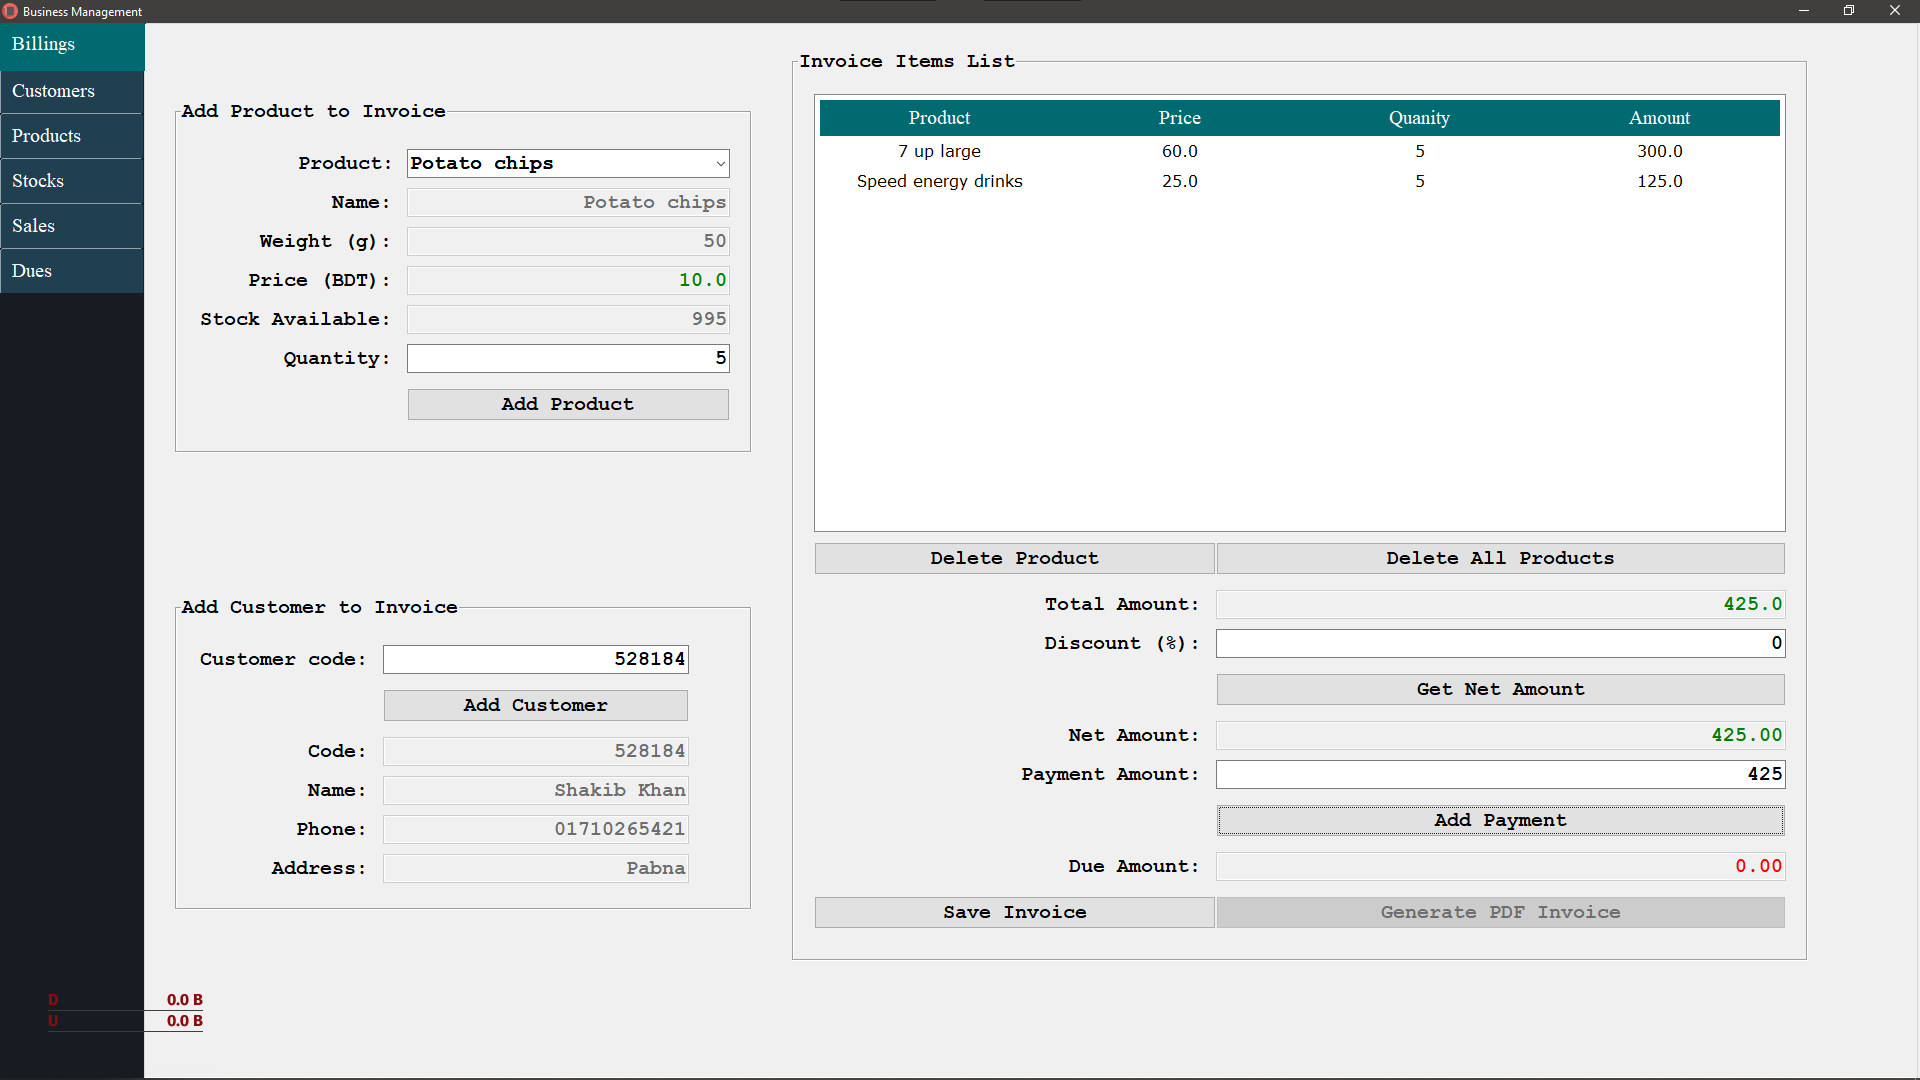 Business Management
Billings
Customers
Products
Stocks
Sales
Dues
Add Product to Invoice
Product: Potato chips
Name: Potato chips
Weight (g): 50
Price (BDT): 10.0
Stock Available: 995
Quantity: 5
Add Product
Add Customer to Invoice
Customer code: 528184
Add Customer
Code: 528184
Name: Shakib Khan
Phone: 01710265421
Address: Pabna
Invoice Items List
Product Price Quanity Amount
7 up large 60.0 5 300.0
Speed energy drinks 25.0 5 125.0
Delete Product Delete All Products
Total Amount: 425.0
Discount (%): 0
Get Net Amount
Net Amount: 425.00
Payment Amount: 425
Add Payment
Due Amount: 0.00
Save Invoice Generate PDF Invoice
D 0.0 B
U 0.0 B